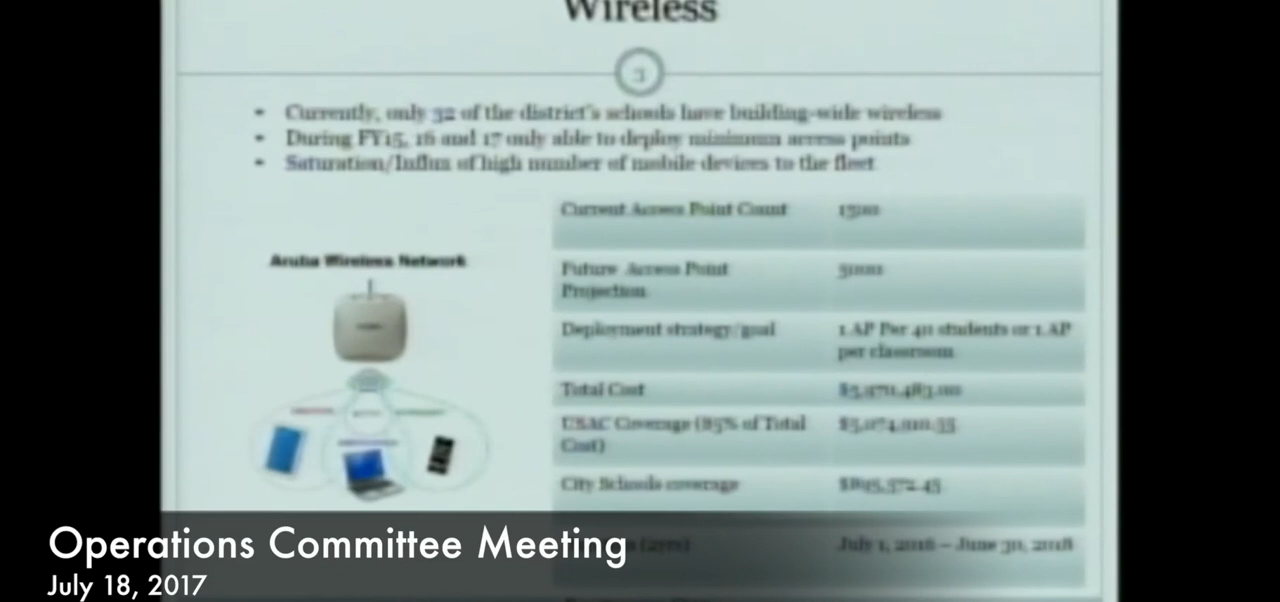 Wireless
3
• Currently, only 32 of the district's schools have building-wide wireless
• During FY15, 16 and 17 only able to deploy minimum access points
• Saturation/Influx of high number of mobile devices to the fleet
Current Access Point Count
Aruba Wireless Network
Future Access Point
Projection
Deployment strategy/goal 1 AP Per 40 students or 1 AP
per classroom
Total Cost
USAC Coverage (85% of Total
Cost)
City Schools coverage
July 1, 2016 – June 30, 2018
Operations Committee Meeting
July 18, 2017